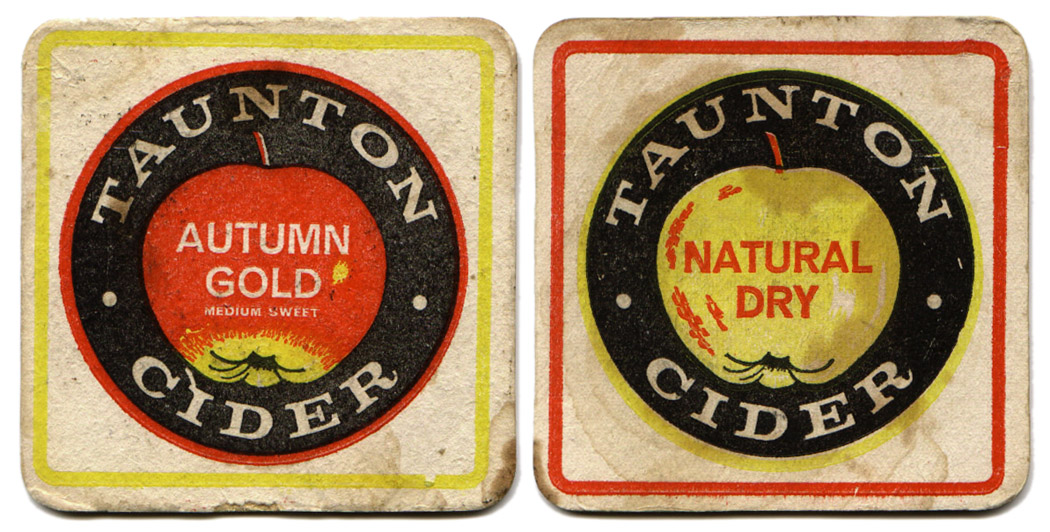 TAUNTON
AUTUMN
GOLD
MEDIUM SWEET
CIDER
TAUNTON
NATURAL
DRY
CIDER